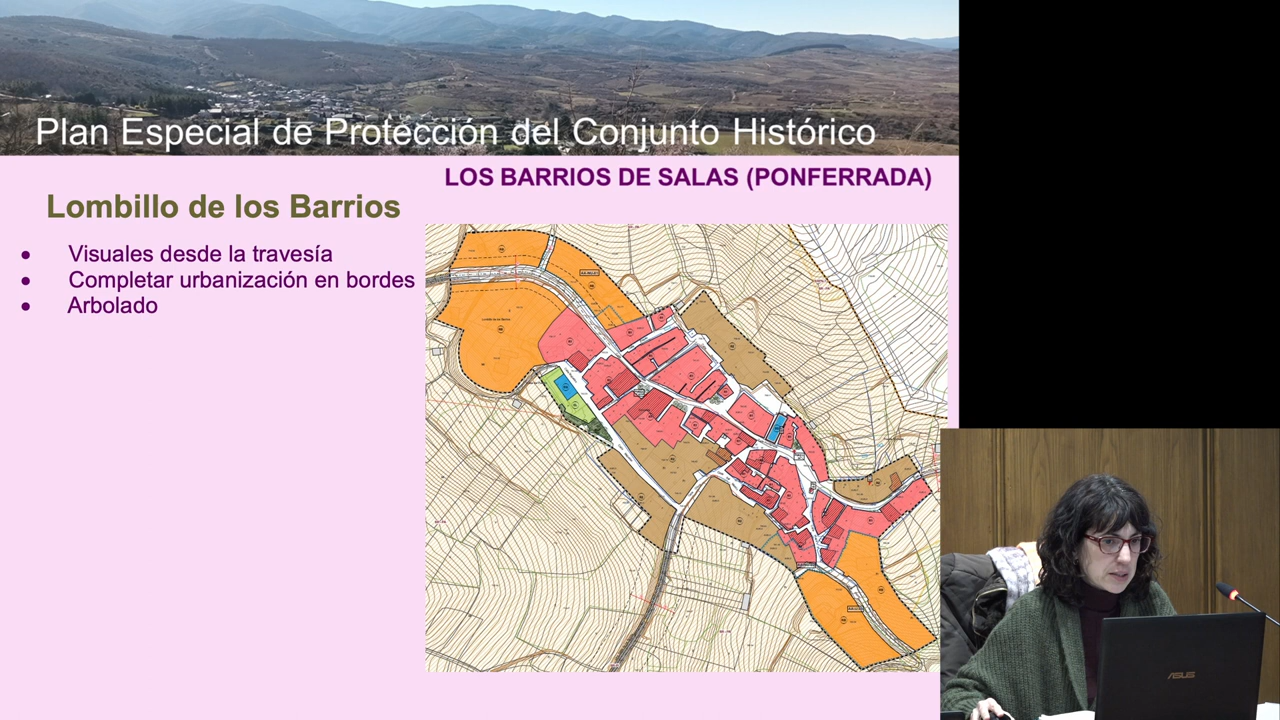 Plan Especial de Protección del Conjunto Histórico
LOS BARRIOS DE SALAS (PONFERRADA)
Lombillo de los Barrios
• Visuales desde la travesía
• Completar urbanización en bordes
• Arbolado
ASUS